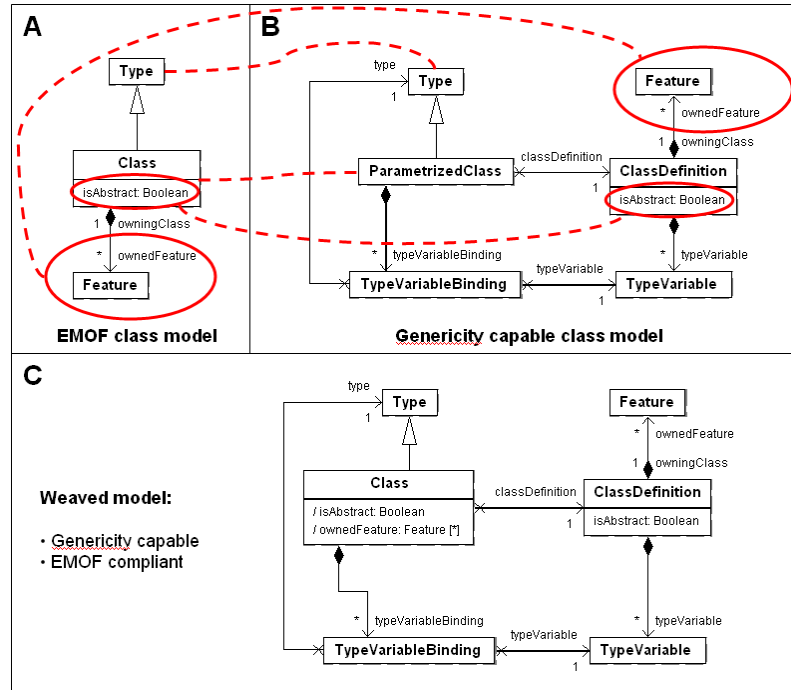 A
Type
Class
isAbstract: Boolean
1
owningClass
*
ownedFeature
Feature
EMOF class model
B
type
1
Type
Feature
*
ownedFeature
1
owningClass
ParametrizedClass
classDefinition
1
ClassDefinition
isAbstract: Boolean
*
typeVariableBinding
*
typeVariable
TypeVariableBinding
typeVariable
1
TypeVariable
Genericity capable class model
C
type
1
Type
Feature
*
ownedFeature
1
owningClass
Class
/ isAbstract: Boolean
/ ownedFeature: Feature [*]
classDefinition
1
ClassDefinition
isAbstract: Boolean
Weaved model:
• Genericity capable
• EMOF compliant
*
typeVariableBinding
*
typeVariable
TypeVariableBinding
typeVariable
1
TypeVariable